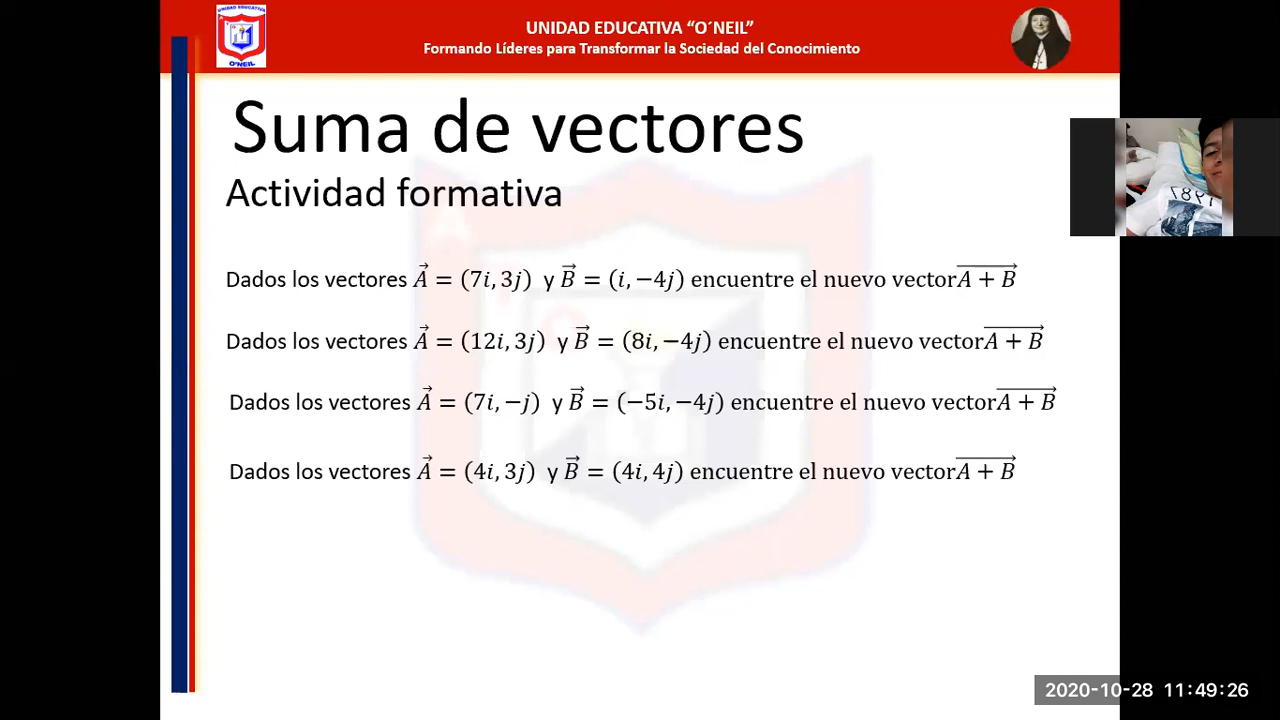 UNIDAD EDUCATIVA
O´NEIL
UNIDAD EDUCATIVA “O´NEIL”
Formando Líderes para Transformar la Sociedad del Conocimiento
Suma de vectores
Actividad formativa
Dados los vectores A⃗ = (7i, 3j) y B⃗ = (i, −4j) encuentre el nuevo vector A + B
Dados los vectores A⃗ = (12i, 3j) y B⃗ = (8i, −4j) encuentre el nuevo vector A + B
Dados los vectores A⃗ = (7i, −j) y B⃗ = (−5i, −4j) encuentre el nuevo vector A + B
Dados los vectores A⃗ = (4i, 3j) y B⃗ = (4i, 4j) encuentre el nuevo vector A + B
2020-10-28 11:49:26